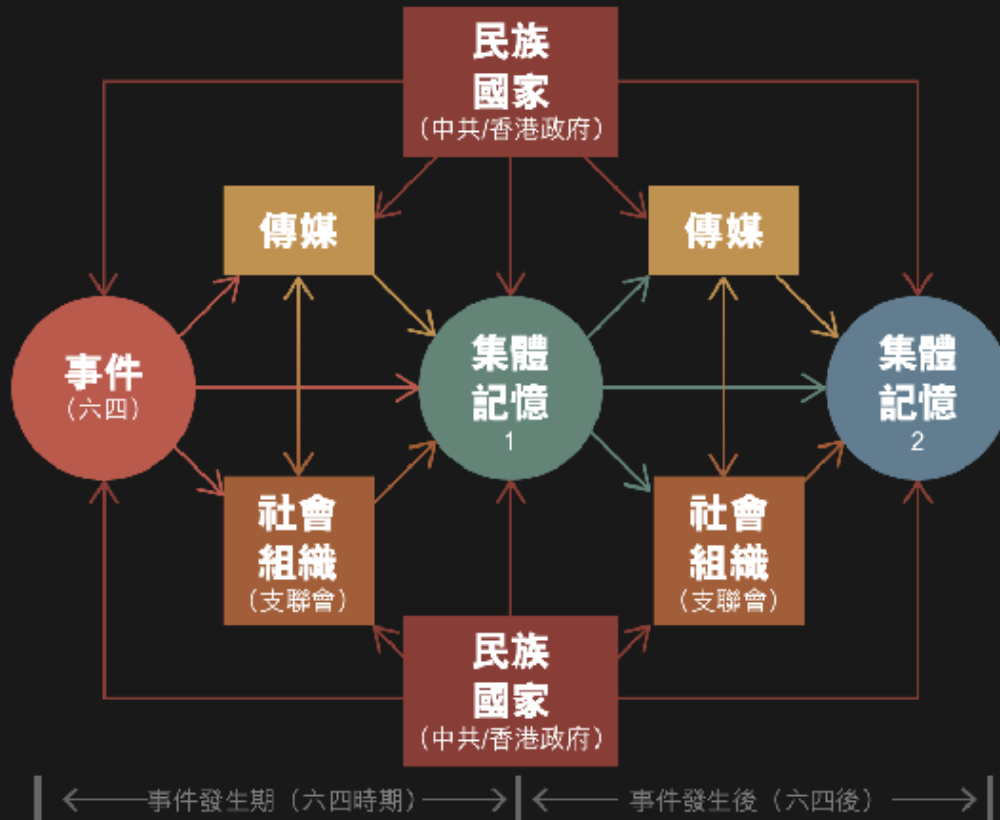 民族
國家
（中共/香港政府）
傳媒
傳媒
事件
（六四）
集體
記憶
1
集體
記憶
2
社會
組織
（支聯會）
社會
組織
（支聯會）
民族
國家
（中共/香港政府）
事件發生期（六四時期）
事件發生後（六四後）